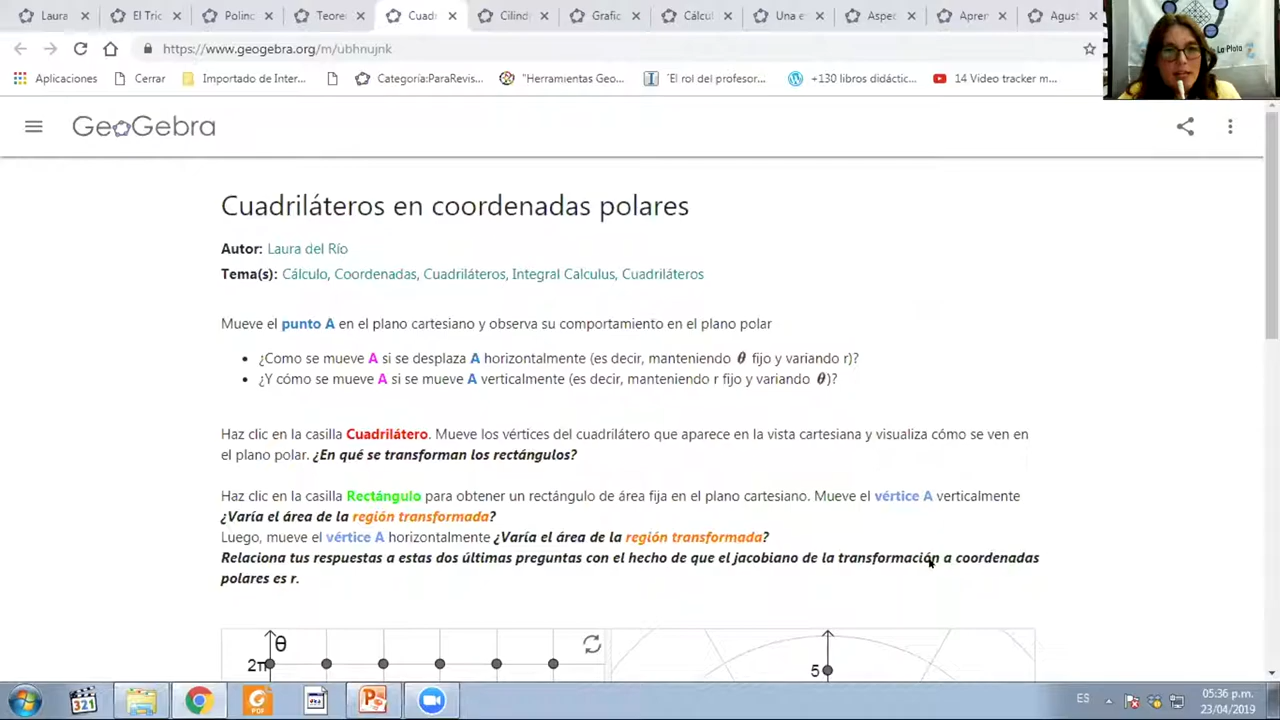 Laura
El Tric
Polinc
Teore
Cuadr
Cilind
Grafic
Cálcul
Una e
Aspec
Apren
Agust
https://www.geogebra.org/m/ubhnujnk
Aplicaciones
Cerrar
Importado de Inter...
Categoría:ParaRevis...
"Herramientas Geo...
"El rol del profesor...
+130 libros didáctic...
14 Video tracker m...
La Plata
GeoGebra
Cuadriláteros en coordenadas polares
Autor: Laura del Río
Tema(s): Cálculo, Coordenadas, Cuadriláteros, Integral Calculus, Cuadriláteros
Mueve el punto A en el plano cartesiano y observa su comportamiento en el plano polar
• ¿Como se mueve A si se desplaza A horizontalmente (es decir, manteniendo θ fijo y variando r)?
• ¿Y cómo se mueve A si se mueve A verticalmente (es decir, manteniendo r fijo y variando θ)?
Haz clic en la casilla Cuadrilátero. Mueve los vértices del cuadrilátero que aparece en la vista cartesiana y visualiza cómo se ven en
el plano polar. ¿En qué se transforman los rectángulos?
Haz clic en la casilla Rectángulo para obtener un rectángulo de área fija en el plano cartesiano. Mueve el vértice A verticalmente
¿Varía el área de la región transformada?
Luego, mueve el vértice A horizontalmente ¿Varía el área de la región transformada?
Relaciona tus respuestas a estas dos últimas preguntas con el hecho de que el jacobiano de la transformación a coordenadas
polares es r.
θ
2π
5
321
PDF
ES
05:36 p.m.
23/04/2019